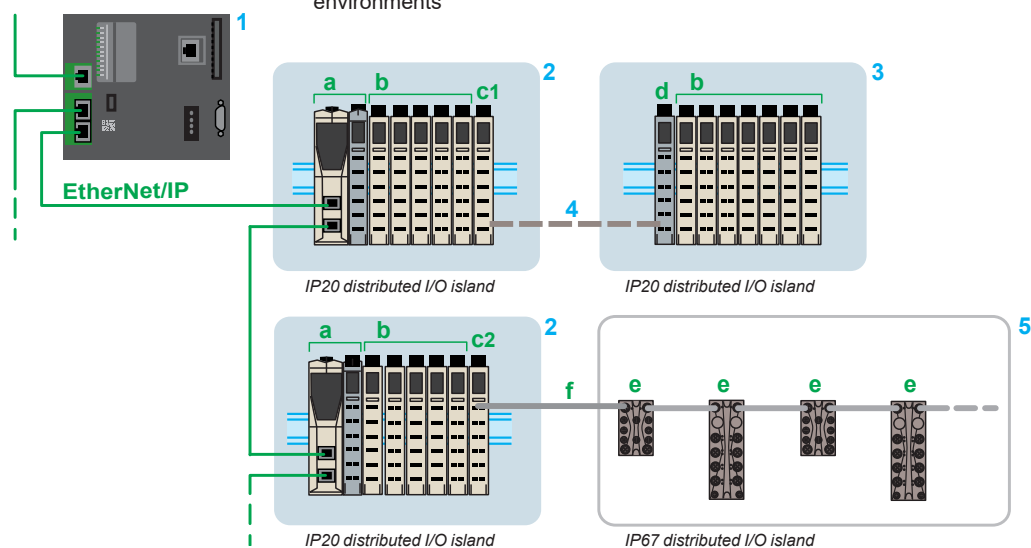 environments
1
2
3
a b c1
d b
EtherNet/IP
4
IP20 distributed I/O island
IP20 distributed I/O island
2
5
a b c2
f e e e e
IP20 distributed I/O island
IP67 distributed I/O island